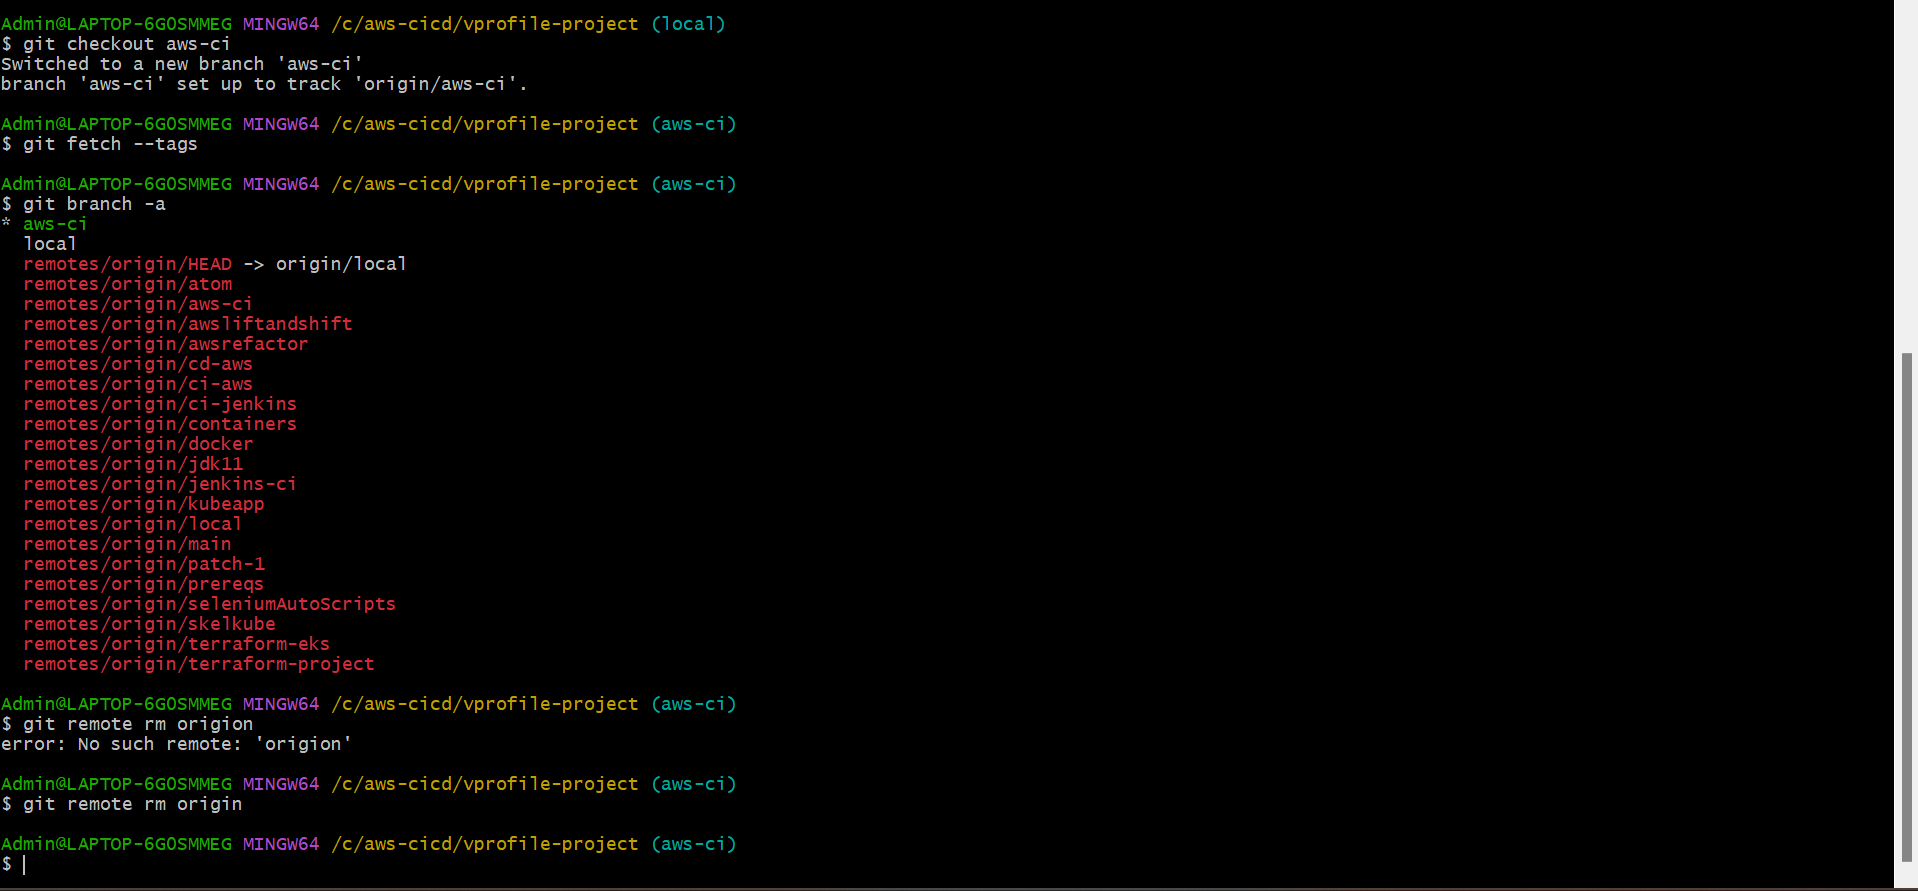 Admin@LAPTOP-6G0SMMEG MINGW64 /c/aws-cicd/vprofile-project (local)
$ git checkout aws-ci
Switched to a new branch 'aws-ci'
branch 'aws-ci' set up to track 'origin/aws-ci'.
Admin@LAPTOP-6G0SMMEG MINGW64 /c/aws-cicd/vprofile-project (aws-ci)
$ git fetch --tags
Admin@LAPTOP-6G0SMMEG MINGW64 /c/aws-cicd/vprofile-project (aws-ci)
$ git branch -a
* aws-ci
local
remotes/origin/HEAD -> origin/local
remotes/origin/atom
remotes/origin/aws-ci
remotes/origin/awsliftandshift
remotes/origin/awsrefactor
remotes/origin/cd-aws
remotes/origin/ci-aws
remotes/origin/ci-jenkins
remotes/origin/containers
remotes/origin/docker
remotes/origin/jdk11
remotes/origin/jenkins-ci
remotes/origin/kubeapp
remotes/origin/local
remotes/origin/main
remotes/origin/patch-1
remotes/origin/prereqs
remotes/origin/seleniumAutoScripts
remotes/origin/skelkube
remotes/origin/terraform-eks
remotes/origin/terraform-project
Admin@LAPTOP-6G0SMMEG MINGW64 /c/aws-cicd/vprofile-project (aws-ci)
$ git remote rm origion
error: No such remote: 'origion'
Admin@LAPTOP-6G0SMMEG MINGW64 /c/aws-cicd/vprofile-project (aws-ci)
$ git remote rm origin
Admin@LAPTOP-6G0SMMEG MINGW64 /c/aws-cicd/vprofile-project (aws-ci)
$